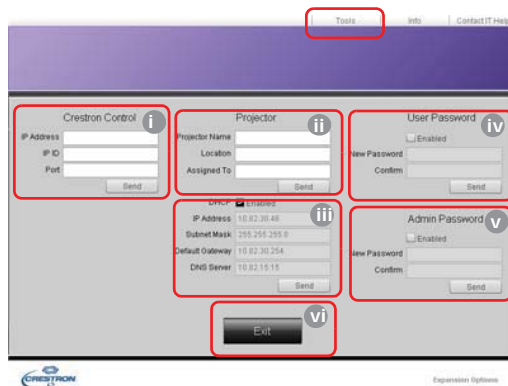 Tools Info Contact IT Help
Crestron Control i
IP Address
IP ID
Port
Send
Projector ii
Projector Name
Location
Assigned To
Send
DHCP Enabled
iii
IP Address 10.82.30.48
Subnet Mask 255.255.255.0
Default Gateway 10.82.30.254
DNS Server 10.82.15.15
Send
User Password iv
Enabled
New Password
Confirm
Send
Admin Password v
Enabled
New Password
Confirm
Send
vi
Exit
CRESTRON
Expansion Options